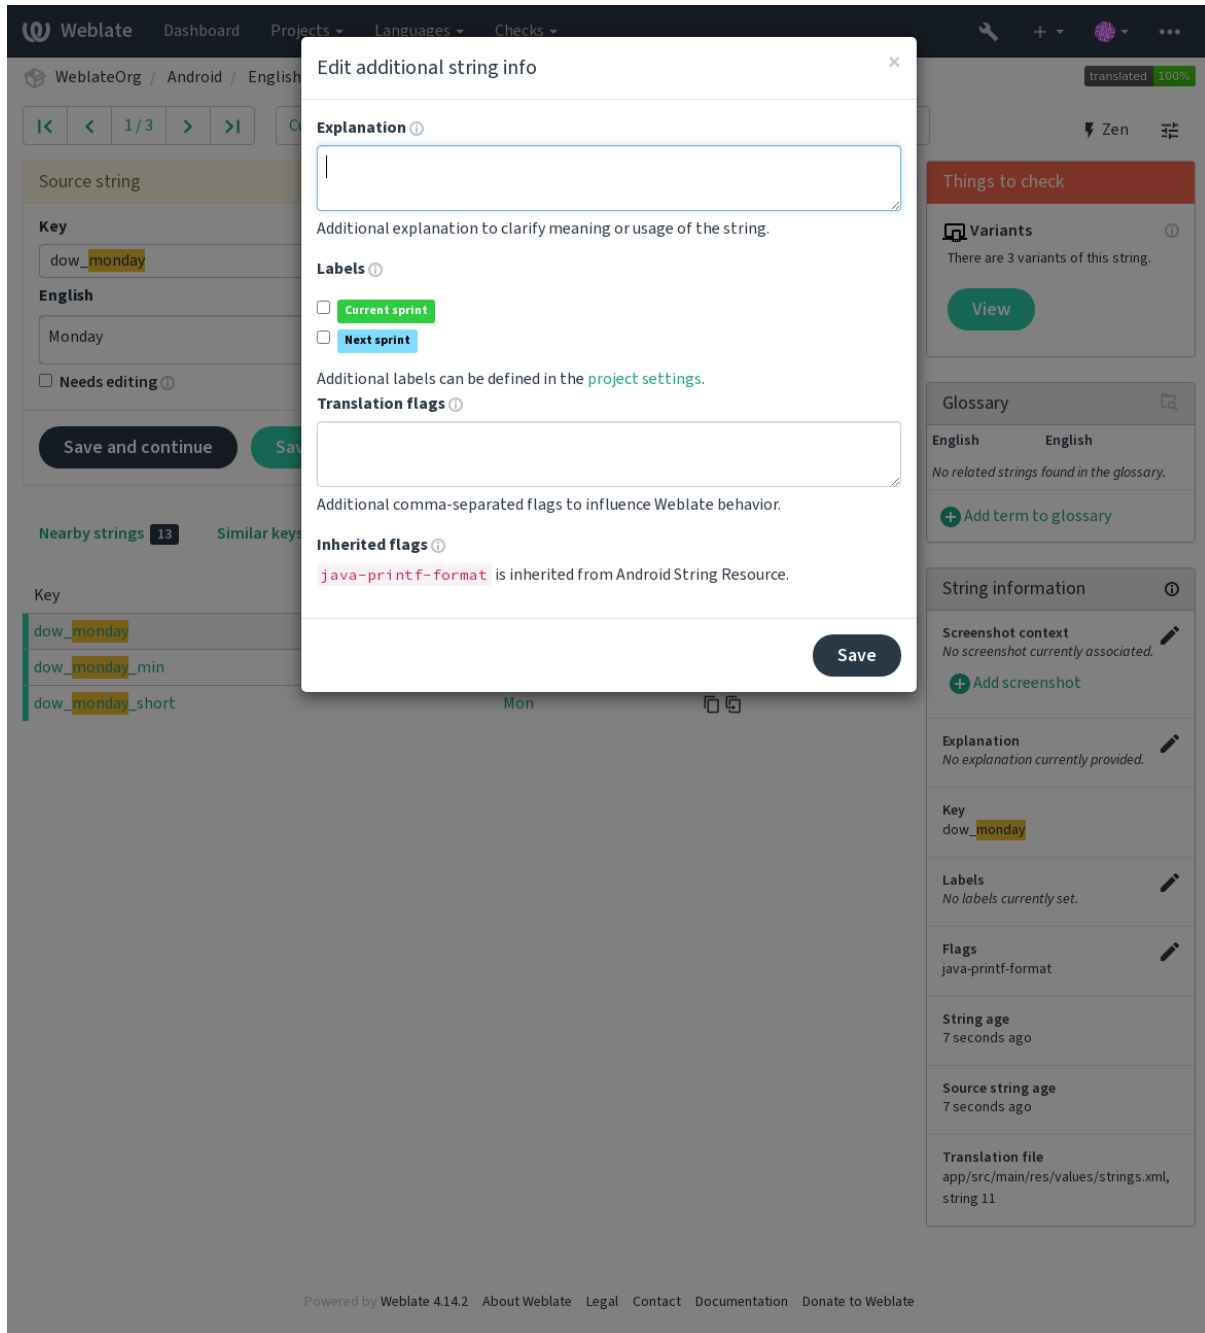 Weblate Dashboard Projects Languages Checks
WeblateOrg / Android / English
translated 100%
1 / 3
Zen
Source string
Key
dow_monday
English
Monday
Needs editing
Save and continue
Nearby strings 13 Similar keys
Key
dow_monday
dow_monday_min
dow_monday_short Mon
Edit additional string info
×
Explanation
Additional explanation to clarify meaning or usage of the string.
Labels
Current sprint
Next sprint
Additional labels can be defined in the project settings.
Translation flags
Additional comma-separated flags to influence Weblate behavior.
Inherited flags
java-printf-format is inherited from Android String Resource.
Save
Things to check
Variants
There are 3 variants of this string.
View
Glossary
English English
No related strings found in the glossary.
Add term to glossary
String information
Screenshot context
No screenshot currently associated.
Add screenshot
Explanation
No explanation currently provided.
Key
dow_monday
Labels
No labels currently set.
Flags
java-printf-format
String age
7 seconds ago
Source string age
7 seconds ago
Translation file
app/src/main/res/values/strings.xml,
string 11
Powered by Weblate 4.14.2 About Weblate Legal Contact Documentation Donate to Weblate